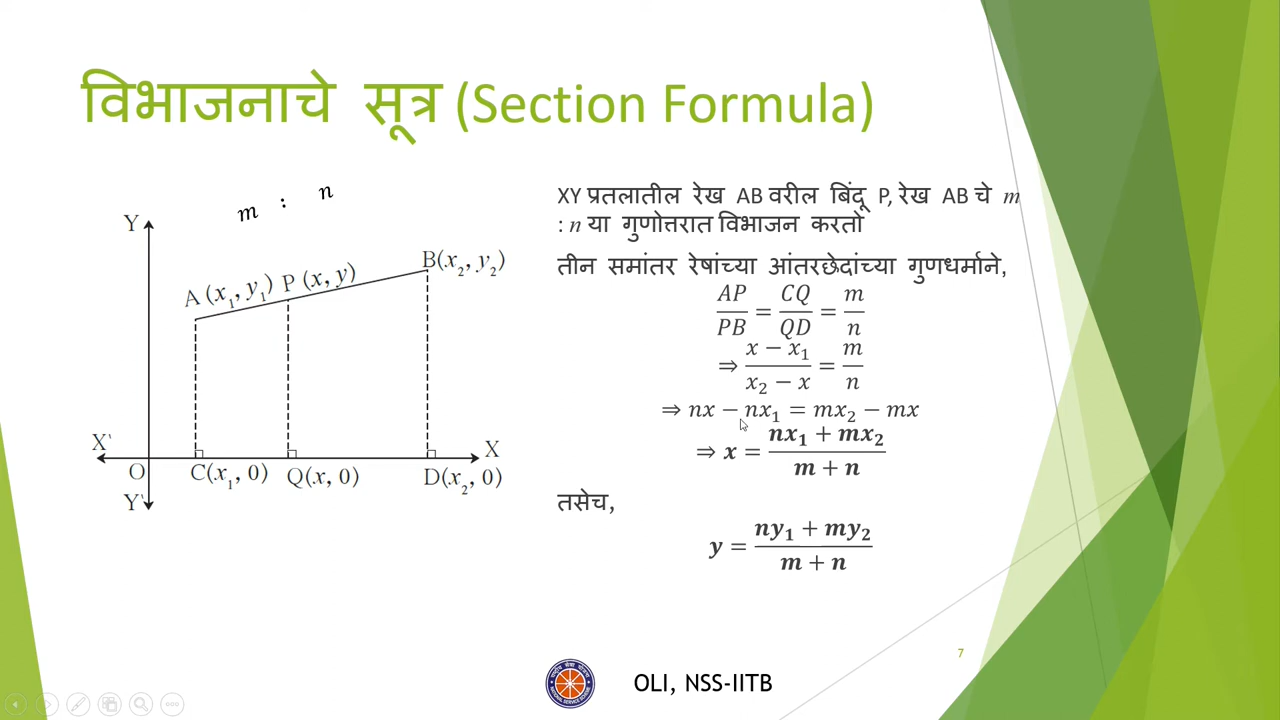 विभाजनाचे सूत्र (Section Formula)
m : n
Y
A (x₁, y₁) P (x, y) B(x₂, y₂)
X' X
O C(x₁, 0) Q(x, 0) D(x₂, 0)
Y'
XY प्रतलातील रेख AB वरील बिंदू P, रेख AB चे m
: n या गुणोत्तरात विभाजन करतो
तीन समांतर रेषांच्या आंतरछेदांच्या गुणधर्माने,
AP/PB = CQ/QD = m/n
⇒ (x − x₁)/(x₂ − x) = m/n
⇒ nx − nx₁ = mx₂ − mx
⇒ x = (nx₁ + mx₂)/(m + n)
तसेच,
y = (ny₁ + my₂)/(m + n)
7
OLI, NSS-IITB